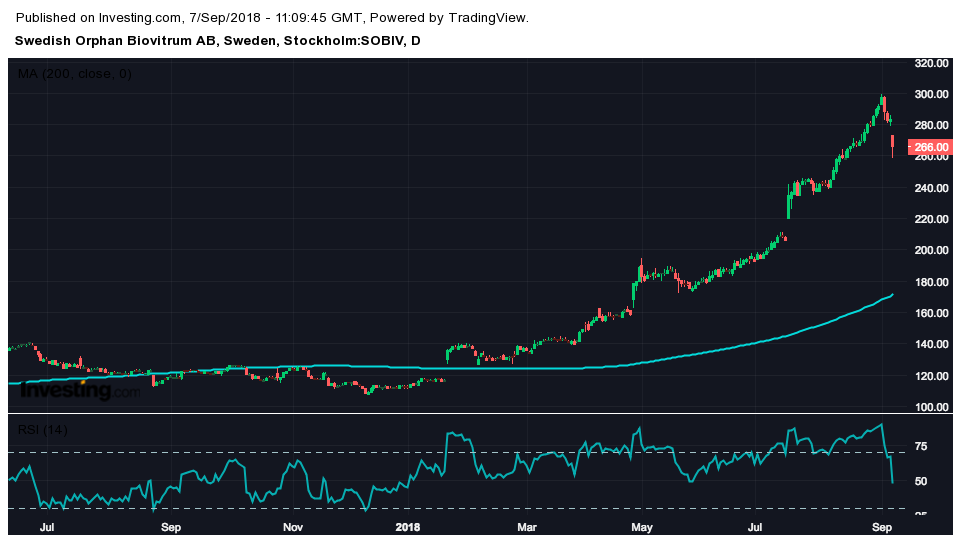 Published on Investing.com, 7/Sep/2018 - 11:09:45 GMT, Powered by TradingView.
Swedish Orphan Biovitrum AB, Sweden, Stockholm:SOBIV, D
MA (200, close, 0)
320.00
300.00
280.00
266.00
260.00
240.00
220.00
200.00
180.00
160.00
140.00
120.00
100.00
Investing.com
RSI (14)
75
50
25
Jul Sep Nov 2018 Mar May Jul Sep